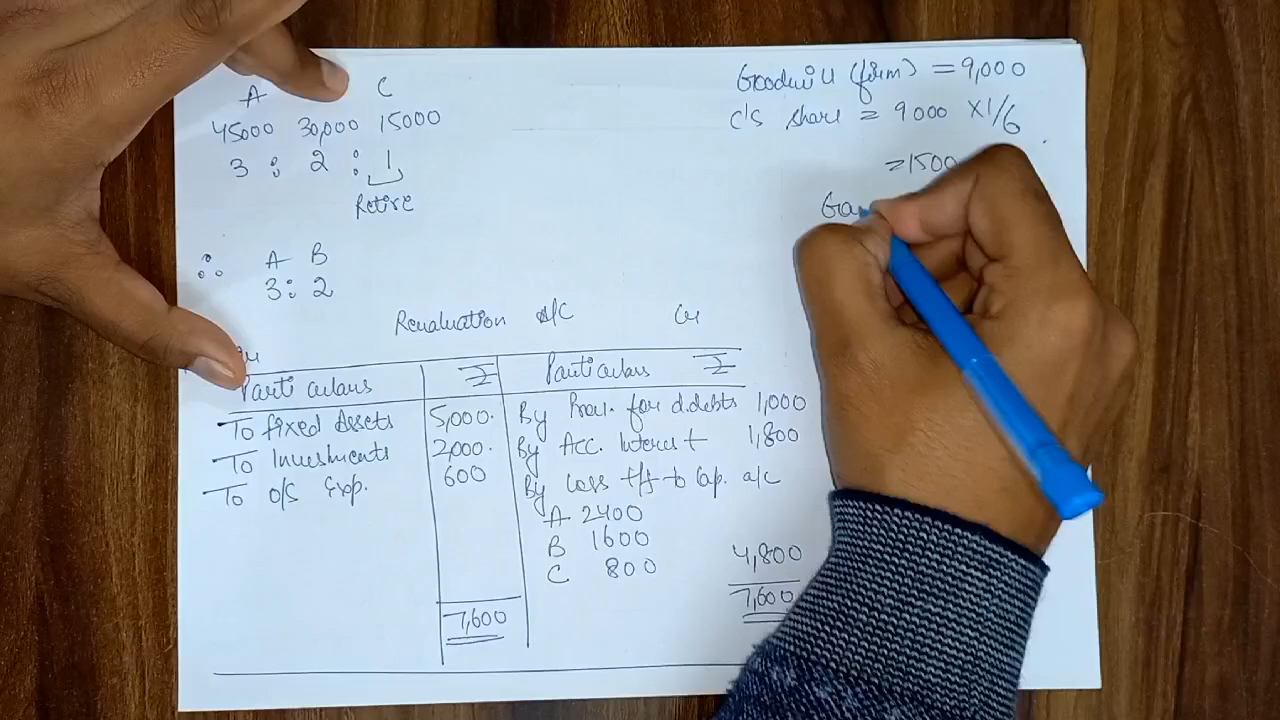 A C
45000 30,000 15000
3 : 2 : 1
Retire
∴ A B
3 : 2
Goodwill (firm) = 9,000
C's share = 9000 X1/6
=1500
Ga
Revaluation A/C Cr
Particulars ₹ Particulars ₹
To fixed Assets 5,000. By Prov. for d.debts 1,000
To Investments 2,000. By Acc. Interest 1,800
To O/S Exp. 600 By Loss t/f to Cap. a/c
A 2400
B 1600
C 800 4,800
7,600 7,600